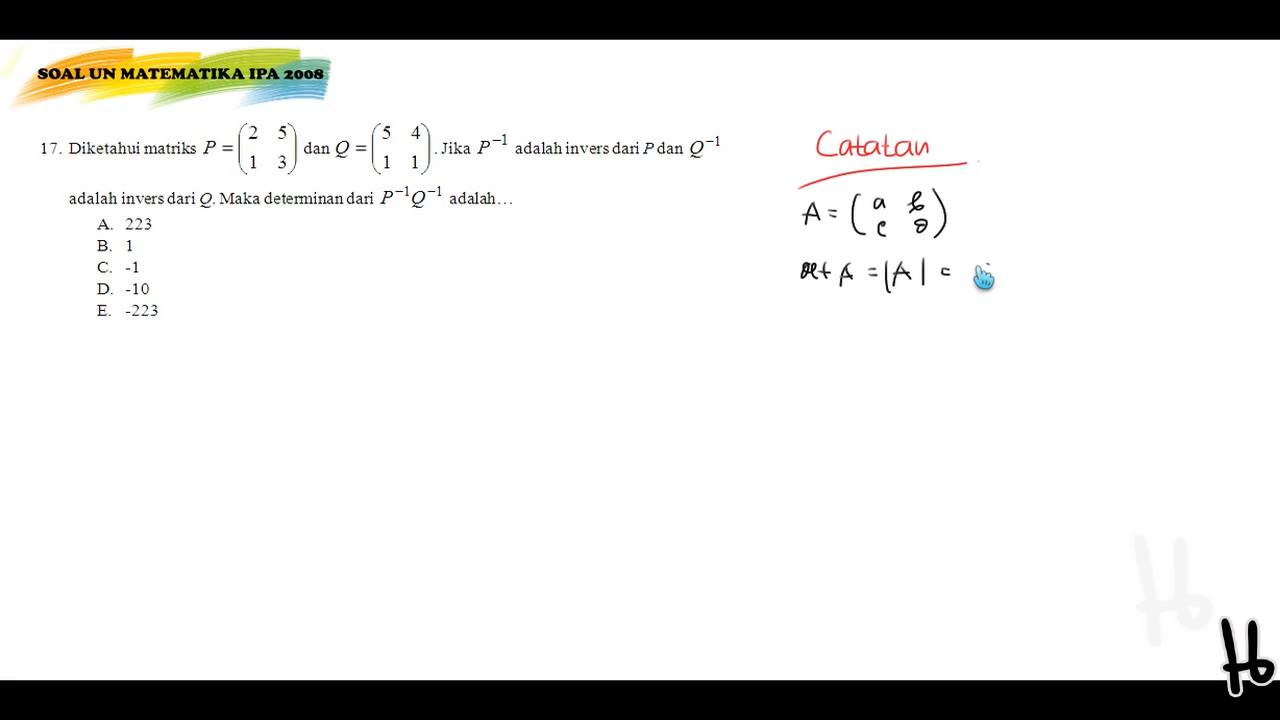 SOAL UN MATEMATIKA IPA 2008
17. Diketahui matriks P = (2 5; 1 3) dan Q = (5 4; 1 1). Jika P⁻¹ adalah invers dari P dan Q⁻¹
adalah invers dari Q. Maka determinan dari P⁻¹Q⁻¹ adalah...
A. 223
B. 1
C. -1
D. -10
E. -223
Catatan
A = (a b; c d)
det A = |A| =